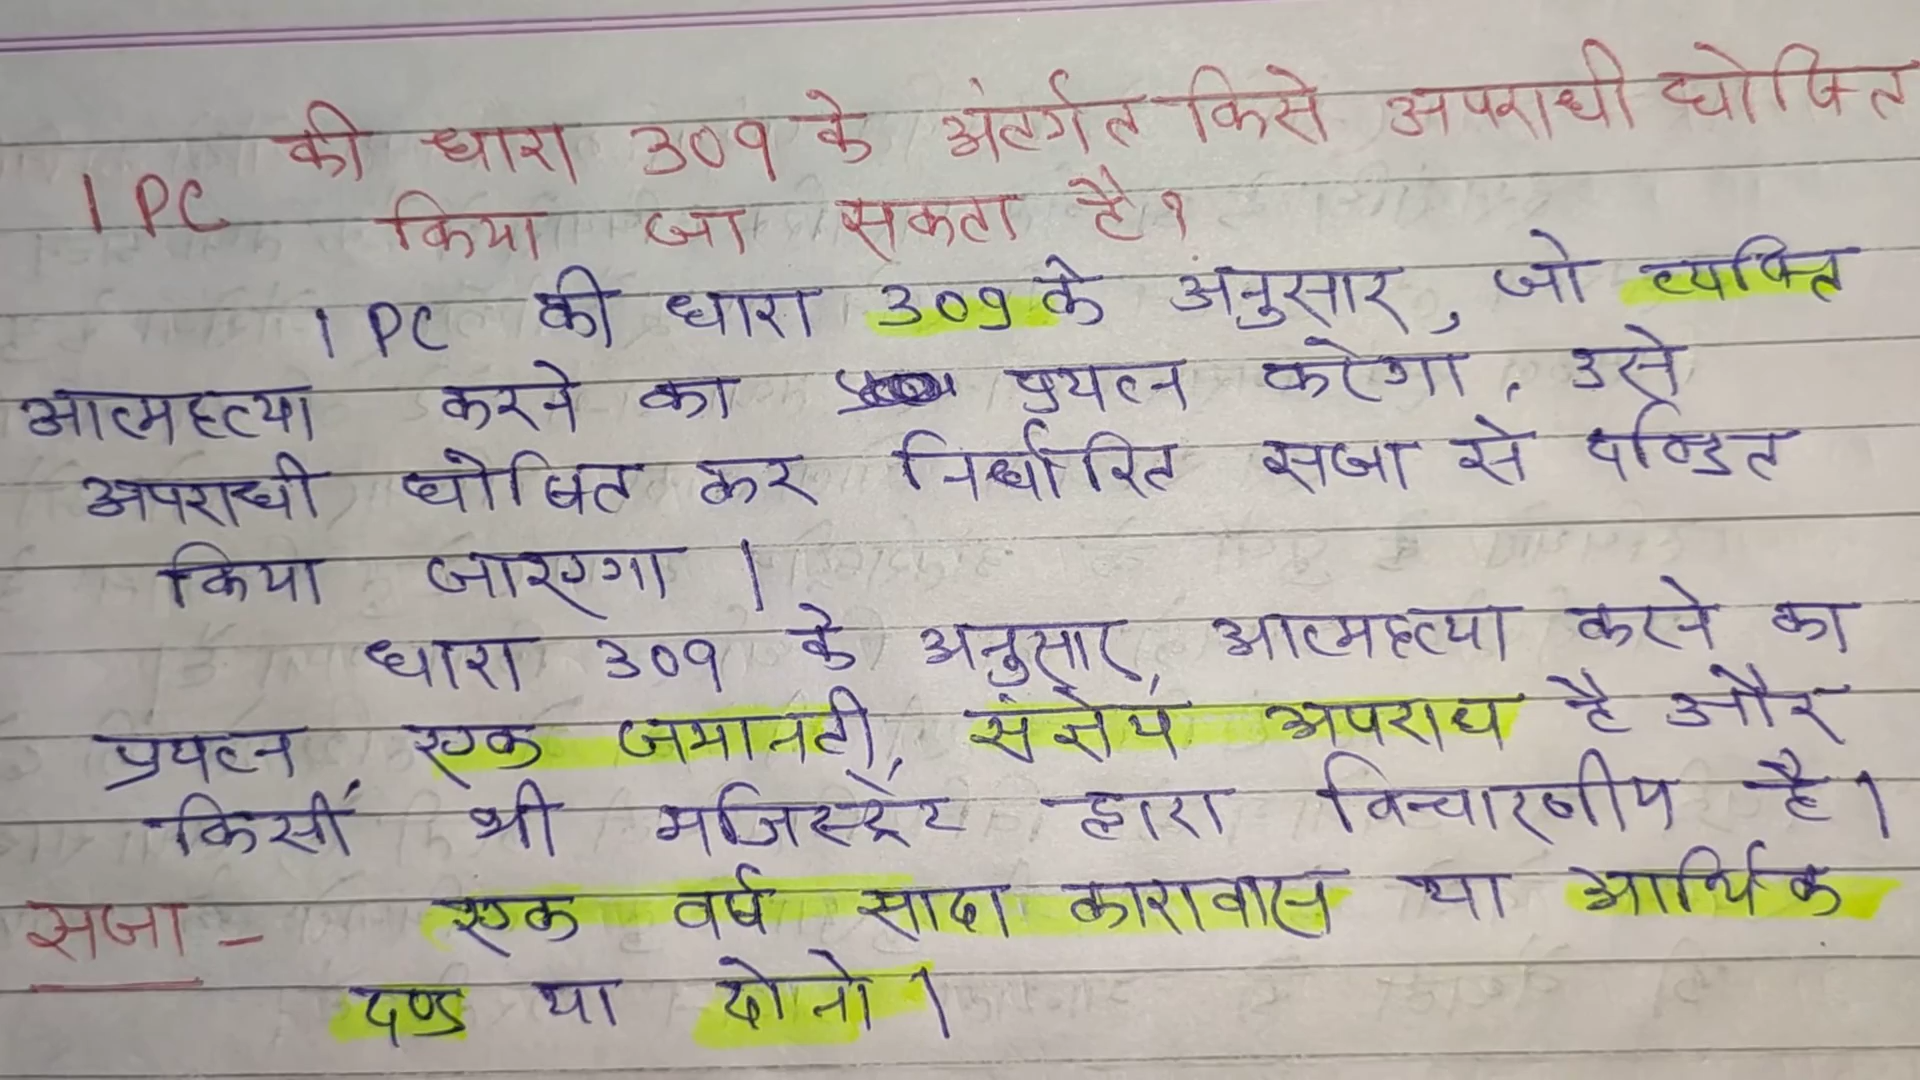 IPC की धारा 309 के अंतर्गत किसे अपराधी घोषित
किया जा सकता है?
IPC की धारा 309 के अंनुसार, जो व्यक्ति
आत्महत्या करने का प्रयत्न करेगा, उसे
अपराधी घोषित कर निर्धारित सजा से दण्डित
किया जाएगा।
धारा 309 के अनुसार, आत्महत्या करने का
प्रयत्न, एक जमानती, संज्ञेय अपराध है और
किसी भी मजिस्ट्रेट द्वारा विचारणीय है।
सजा - एक वर्ष सादा कारावास या आर्थिक
दण्ड या दोनो।